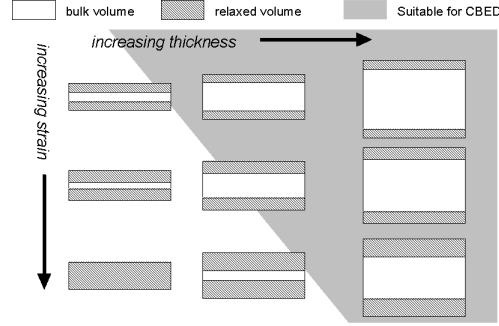 bulk volume relaxed volume Suitable for CBED
increasing thickness
increasing strain